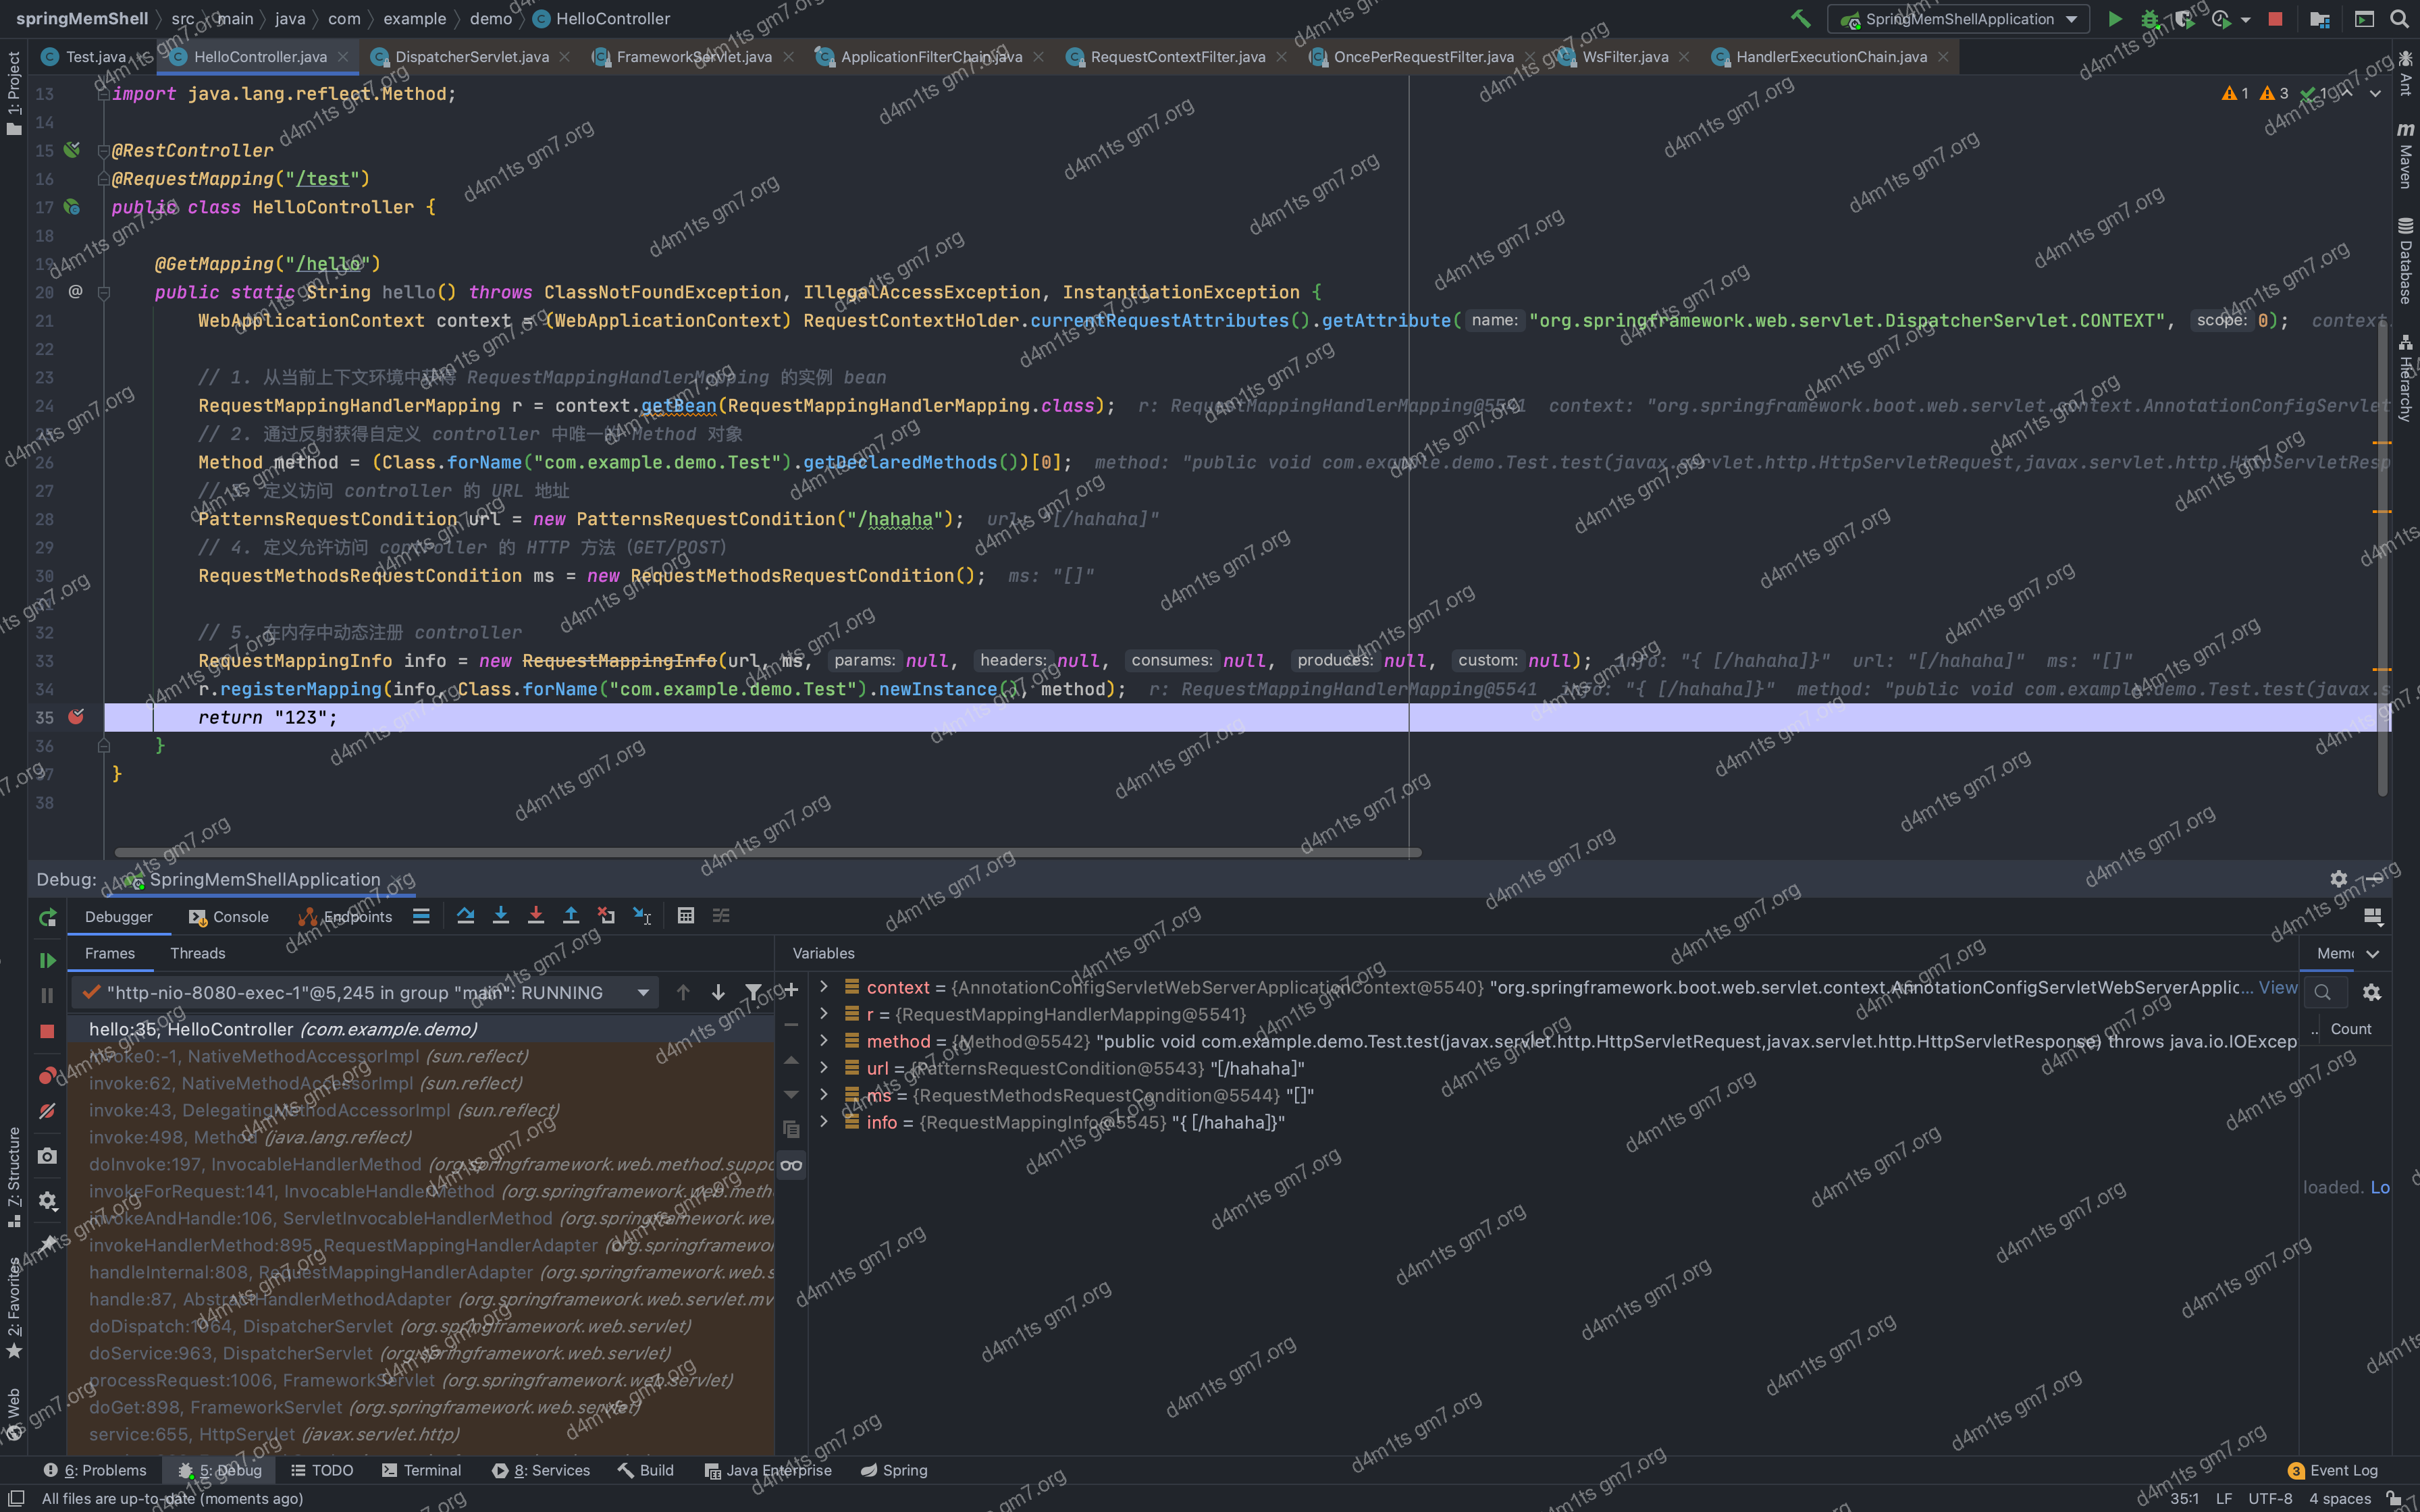 springMemShell 〉 src 〉 main 〉 java 〉 com 〉 example 〉 demo 〉 HelloController
SpringMemShellApplication
Test.java HelloController.java DispatcherServlet.java FrameworkServlet.java ApplicationFilterChain.java RequestContextFilter.java OncePerRequestFilter.java WsFilter.java HandlerExecutionChain.java
1: Project
Ant
Maven
Database
Hierarchy
1 3 1
13 import java.lang.reflect.Method;
14
15 @RestController
16 @RequestMapping("/test")
17 public class HelloController {
18
19 @GetMapping("/hello")
20 @ public static String hello() throws ClassNotFoundException, IllegalAccessException, InstantiationException {
21 WebApplicationContext context = (WebApplicationContext) RequestContextHolder.currentRequestAttributes().getAttribute( name: "org.springframework.web.servlet.DispatcherServlet.CONTEXT", scope: 0); context
22
23 // 1. 从当前上下文环境中获得 RequestMappingHandlerMapping 的实例 bean
24 RequestMappingHandlerMapping r = context.getBean(RequestMappingHandlerMapping.class); r: RequestMappingHandlerMapping@5541 context: "org.springframework.boot.web.servlet.context.AnnotationConfigServlet
// 2. 通过反射获得自定义 controller 中唯一的 Method 对象
26 Method method = (Class.forName("com.example.demo.Test").getDeclaredMethods())[0]; method: "public void com.example.demo.Test.test(javax.servlet.http.HttpServletRequest,javax.servlet.http.HttpServletResp
27 // 3. 定义访问 controller 的 URL 地址
28 PatternsRequestCondition url = new PatternsRequestCondition("/hahaha"); url: "[/hahaha]"
29 // 4. 定义允许访问 controller 的 HTTP 方法（GET/POST）
30 RequestMethodsRequestCondition ms = new RequestMethodsRequestCondition(); ms: "[]"
32 // 5. 在内存中动态注册 controller
33 RequestMappingInfo info = new RequestMappingInfo(url, ms, params: null, headers: null, consumes: null, produces: null, custom: null); info: "{ [/hahaha]}" url: "[/hahaha]" ms: "[]"
34 r.registerMapping(info, Class.forName("com.example.demo.Test").newInstance(), method); r: RequestMappingHandlerMapping@5541 info: "{ [/hahaha]}" method: "public void com.example.demo.Test.test(javax.s
35 return "123";
36 }
37 }
38
Debug: SpringMemShellApplication
Debugger Console Endpoints
Frames Threads
Variables
Mem
"http-nio-8080-exec-1"@5,245 in group "main": RUNNING
hello:35, HelloController (com.example.demo)
invoke0:-1, NativeMethodAccessorImpl (sun.reflect)
invoke:62, NativeMethodAccessorImpl (sun.reflect)
invoke:43, DelegatingMethodAccessorImpl (sun.reflect)
invoke:498, Method (java.lang.reflect)
doInvoke:197, InvocableHandlerMethod (org.springframework.web.method.suppo
invokeForRequest:141, InvocableHandlerMethod (org.springframework.web.meth
invokeAndHandle:106, ServletInvocableHandlerMethod (org.springframework.we
invokeHandlerMethod:895, RequestMappingHandlerAdapter (org.springframewor
handleInternal:808, RequestMappingHandlerAdapter (org.springframework.web.s
handle:87, AbstractHandlerMethodAdapter (org.springframework.web.servlet.mv
doDispatch:1064, DispatcherServlet (org.springframework.web.servlet)
doService:963, DispatcherServlet (org.springframework.web.servlet)
processRequest:1006, FrameworkServlet (org.springframework.web.servlet)
doGet:898, FrameworkServlet (org.springframework.web.servlet)
service:655, HttpServlet (javax.servlet.http)
context = {AnnotationConfigServletWebServerApplicationContext@5540} "org.springframework.boot.web.servlet.context.AnnotationConfigServletWebServerApplic... View
r = {RequestMappingHandlerMapping@5541}
method = {Method@5542} "public void com.example.demo.Test.test(javax.servlet.http.HttpServletRequest,javax.servlet.http.HttpServletResponse) throws java.io.IOExcep
url = {PatternsRequestCondition@5543} "[/hahaha]"
ms = {RequestMethodsRequestCondition@5544} "[]"
info = {RequestMappingInfo@5545} "{ [/hahaha]}"
.. Count
loaded. Lo
Z: Structure
2: Favorites
Web
6: Problems 5: Debug TODO Terminal 8: Services Build Java Enterprise Spring
3 Event Log
All files are up-to-date (moments ago)
35:1 LF UTF-8 4 spaces
d4m1ts gm7.org